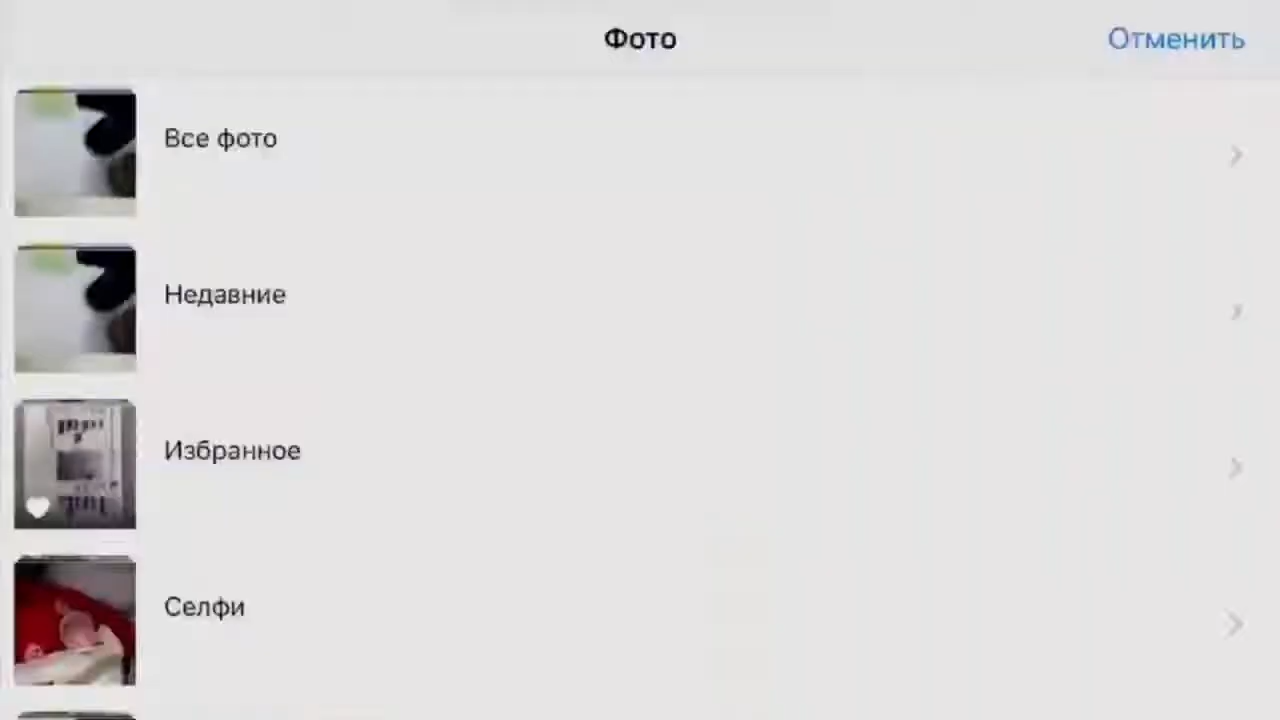 Фото
Отменить
Все фото
Недавние
Избранное
Селфи